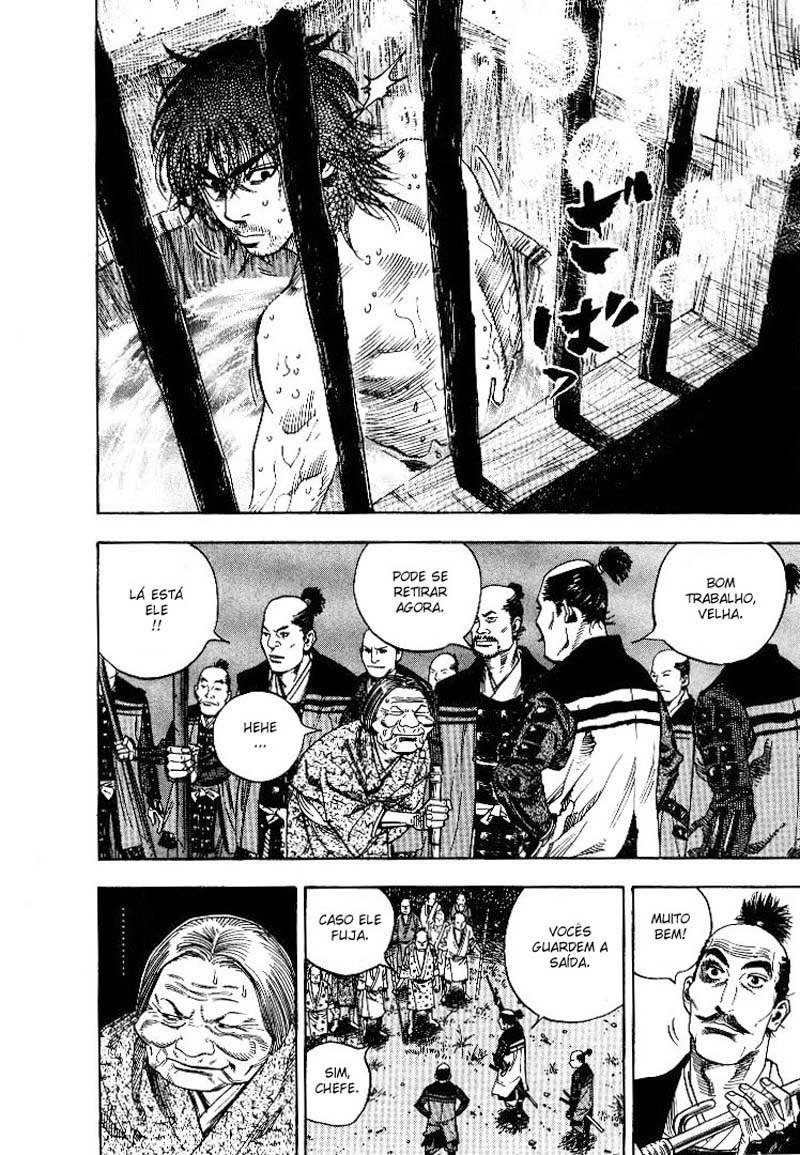 ざばっ
BOM
TRABALHO,
VELHA.
PODE SE
RETIRAR
AGORA.
HEHE
...
LÁ ESTÁ
ELE
!!
MUITO
BEM!
VOCÊS
GUARDEM A
SAÍDA.
CASO ELE
FUJA.
SIM,
CHEFE.
........